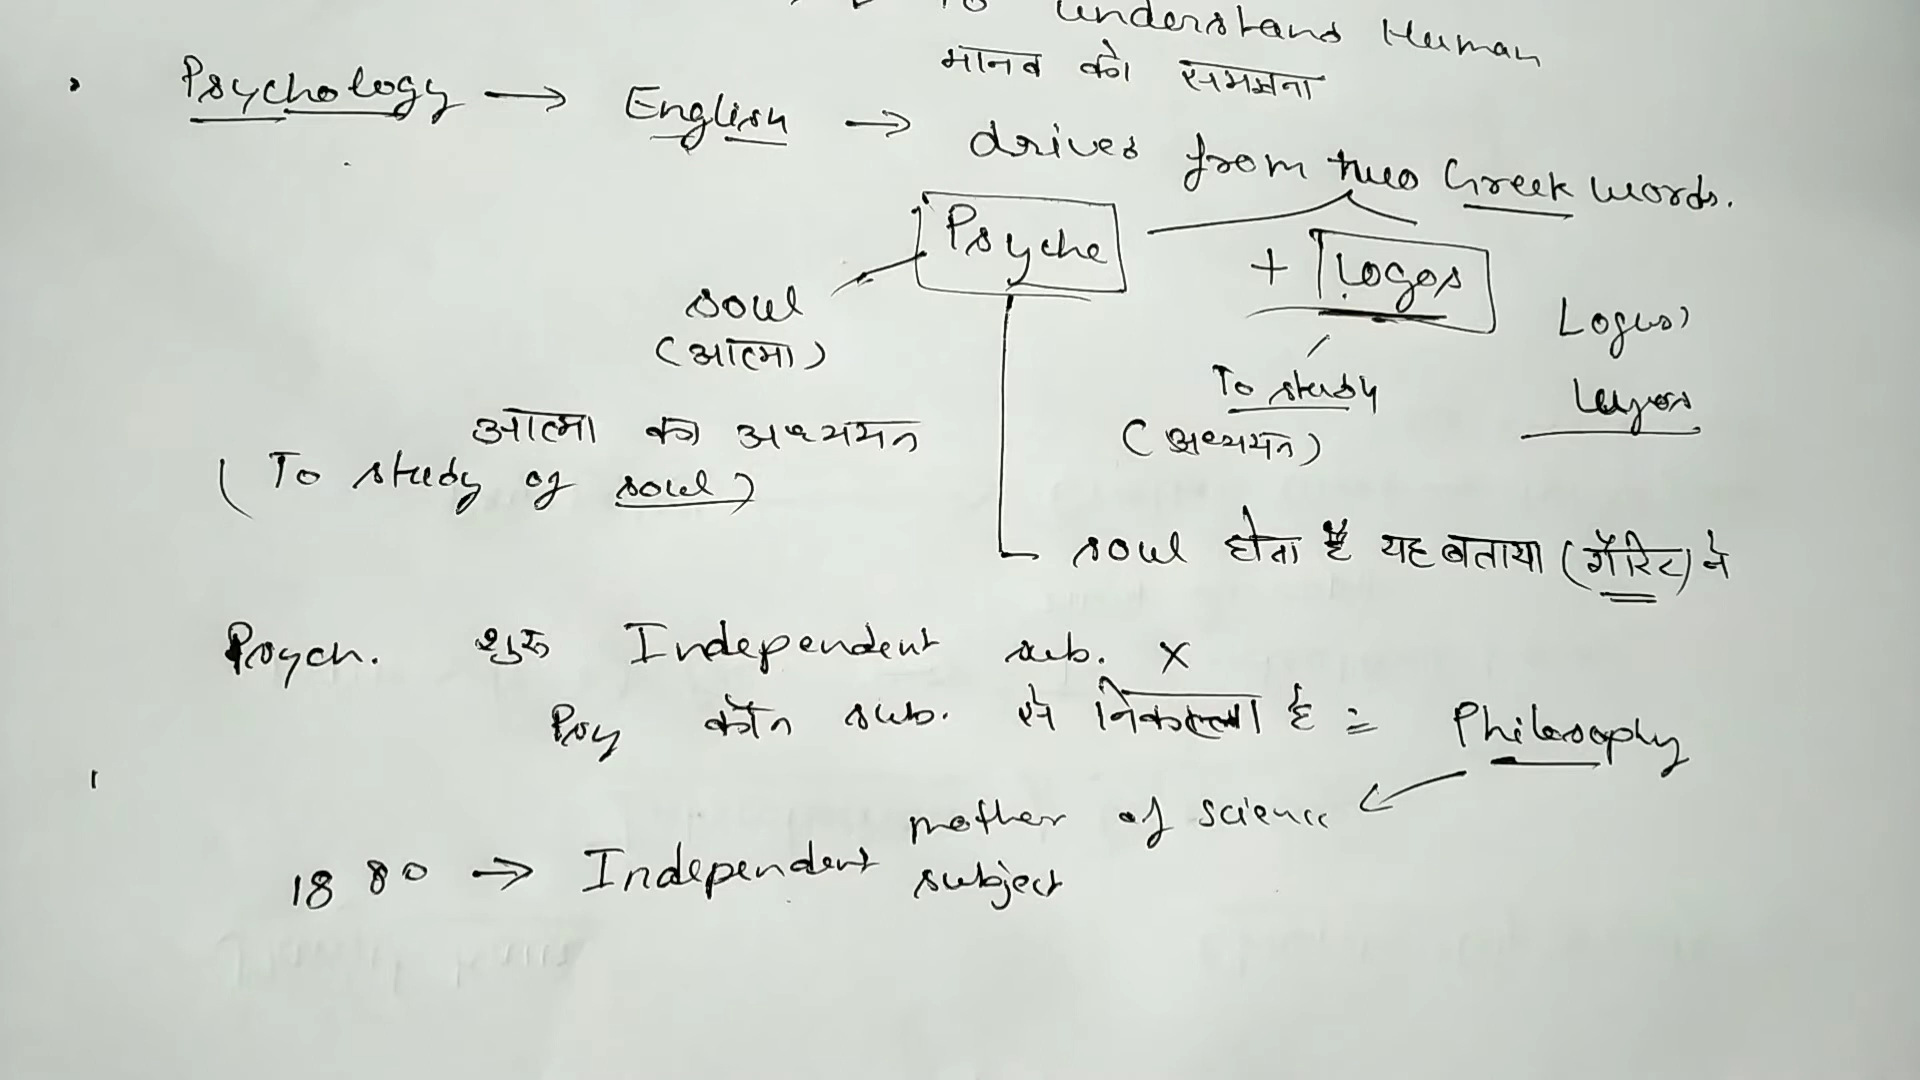 To understand Human
मानव को समझना
Psychology → English → drives from two Greek words.
Psyche + Logos
soul
(आत्मा)
Logus)
To study
(अध्ययन)
आत्मा का अध्ययन
(To study of soul)
soul होता है यह बताया (गैरिट) ने
Psych. शुरू Independent sub. X
Psy कौन sub. से निकला है = Philosophy
mother of science
1880 → Independent subject